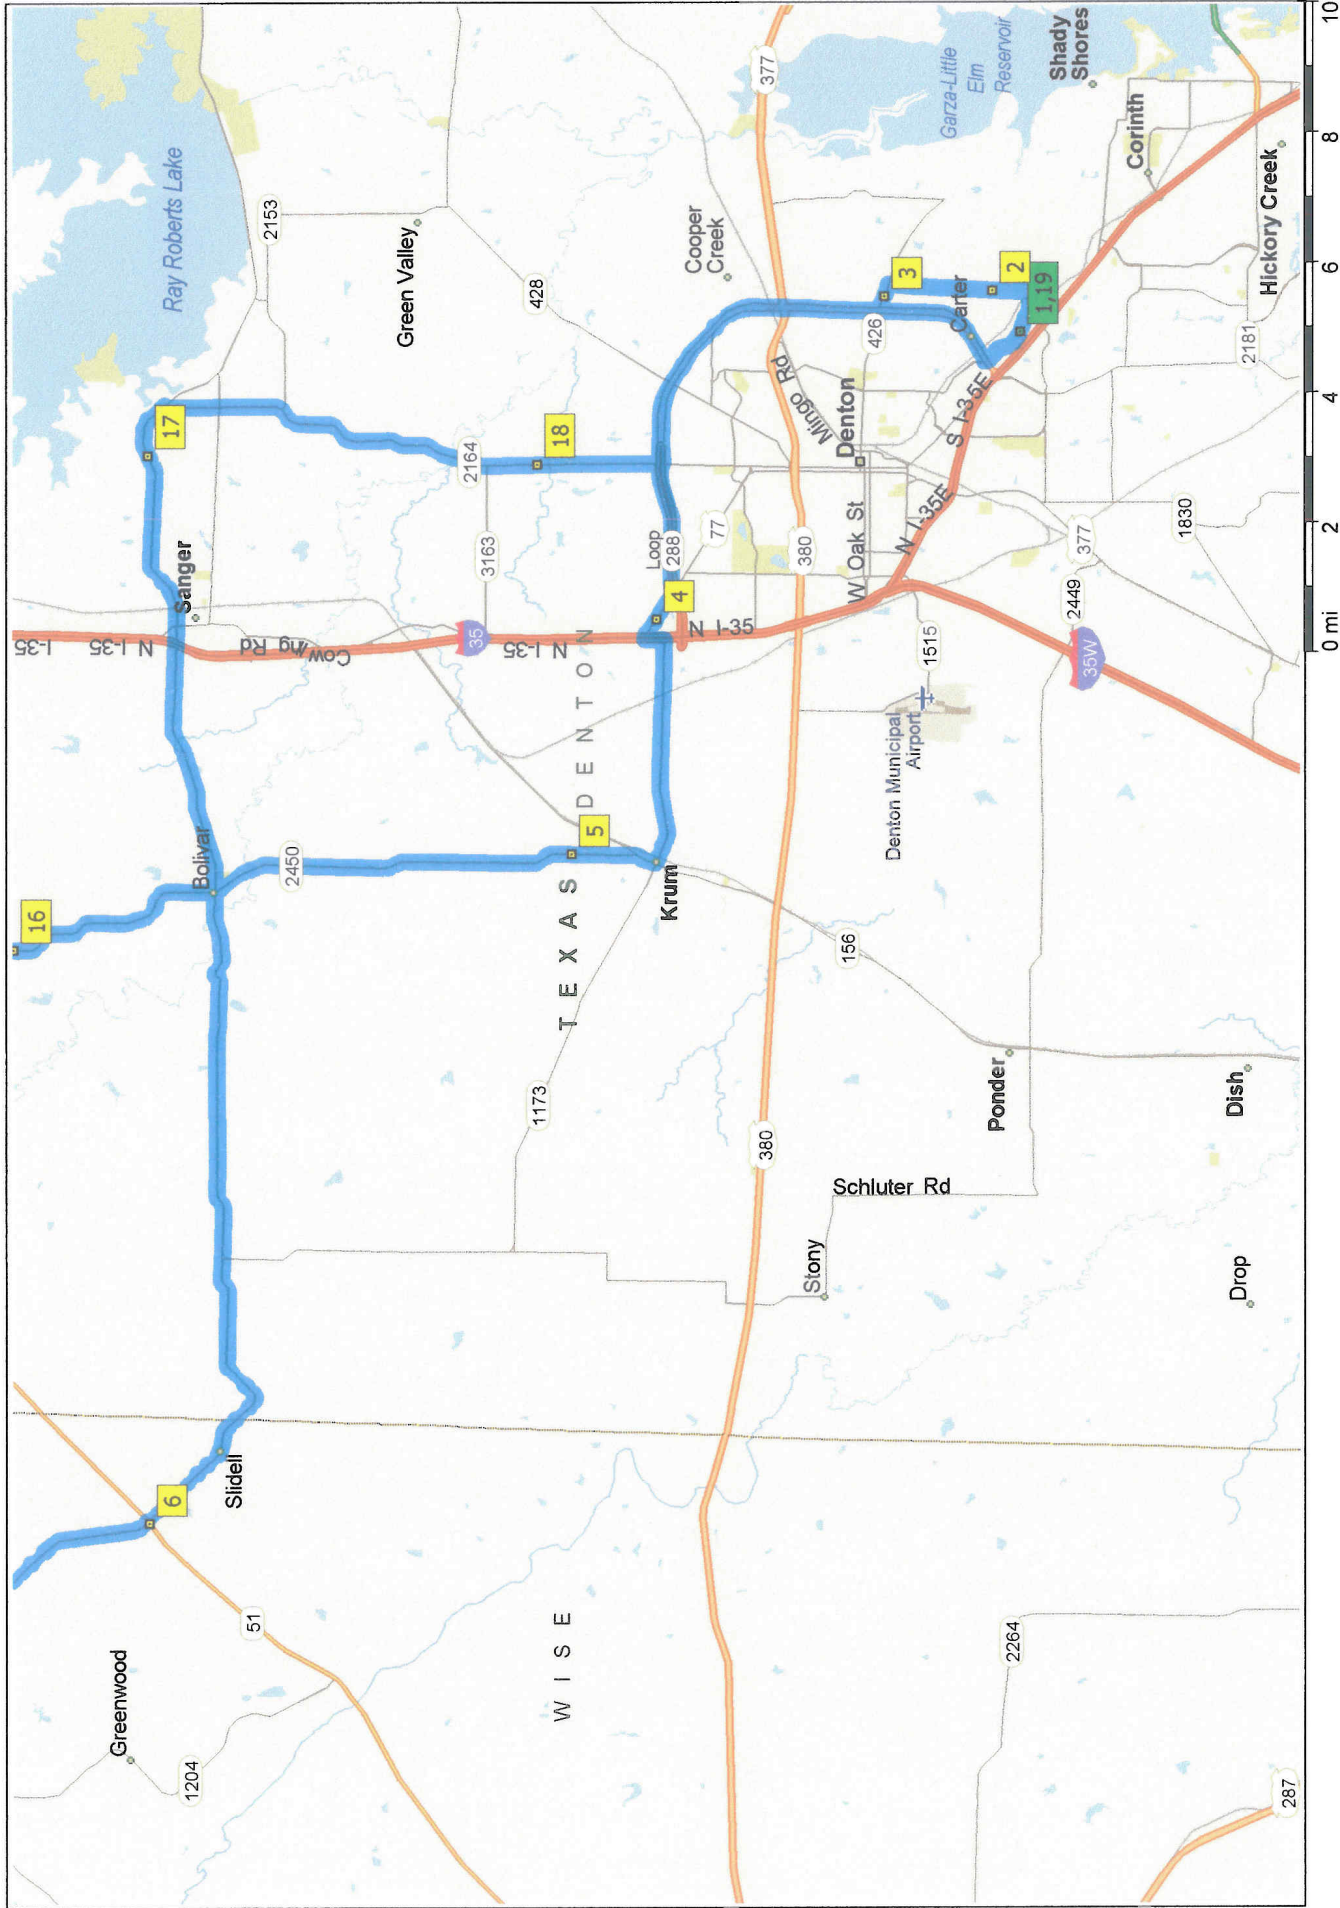 16
I-35
N I-35
Greenwood
6
17
Ray Roberts Lake
1204
Bolivar
Sanger
51
Slidell
Cowling Rd
2153
2450
Green Valley
2164
35
3163
N I-35
1173
18
428
WISE
TEXAS
DENTON
5
Krum
4
Loop
288
N I-35
77
Cooper
Creek
380
380
Mingo Rd
377
Stony
Schluter Rd
156
W Oak St
Denton
426
3
Denton Municipal
Airport
1515
N I-35E
S I-35E
Carter
Garza-Little
Elm
Reservoir
Ponder
2264
2
1,19
Shady
Shores
2449
35W
377
Corinth
1830
Dish
Drop
2181
Hickory Creek
287
0 mi
2
4
6
8
10